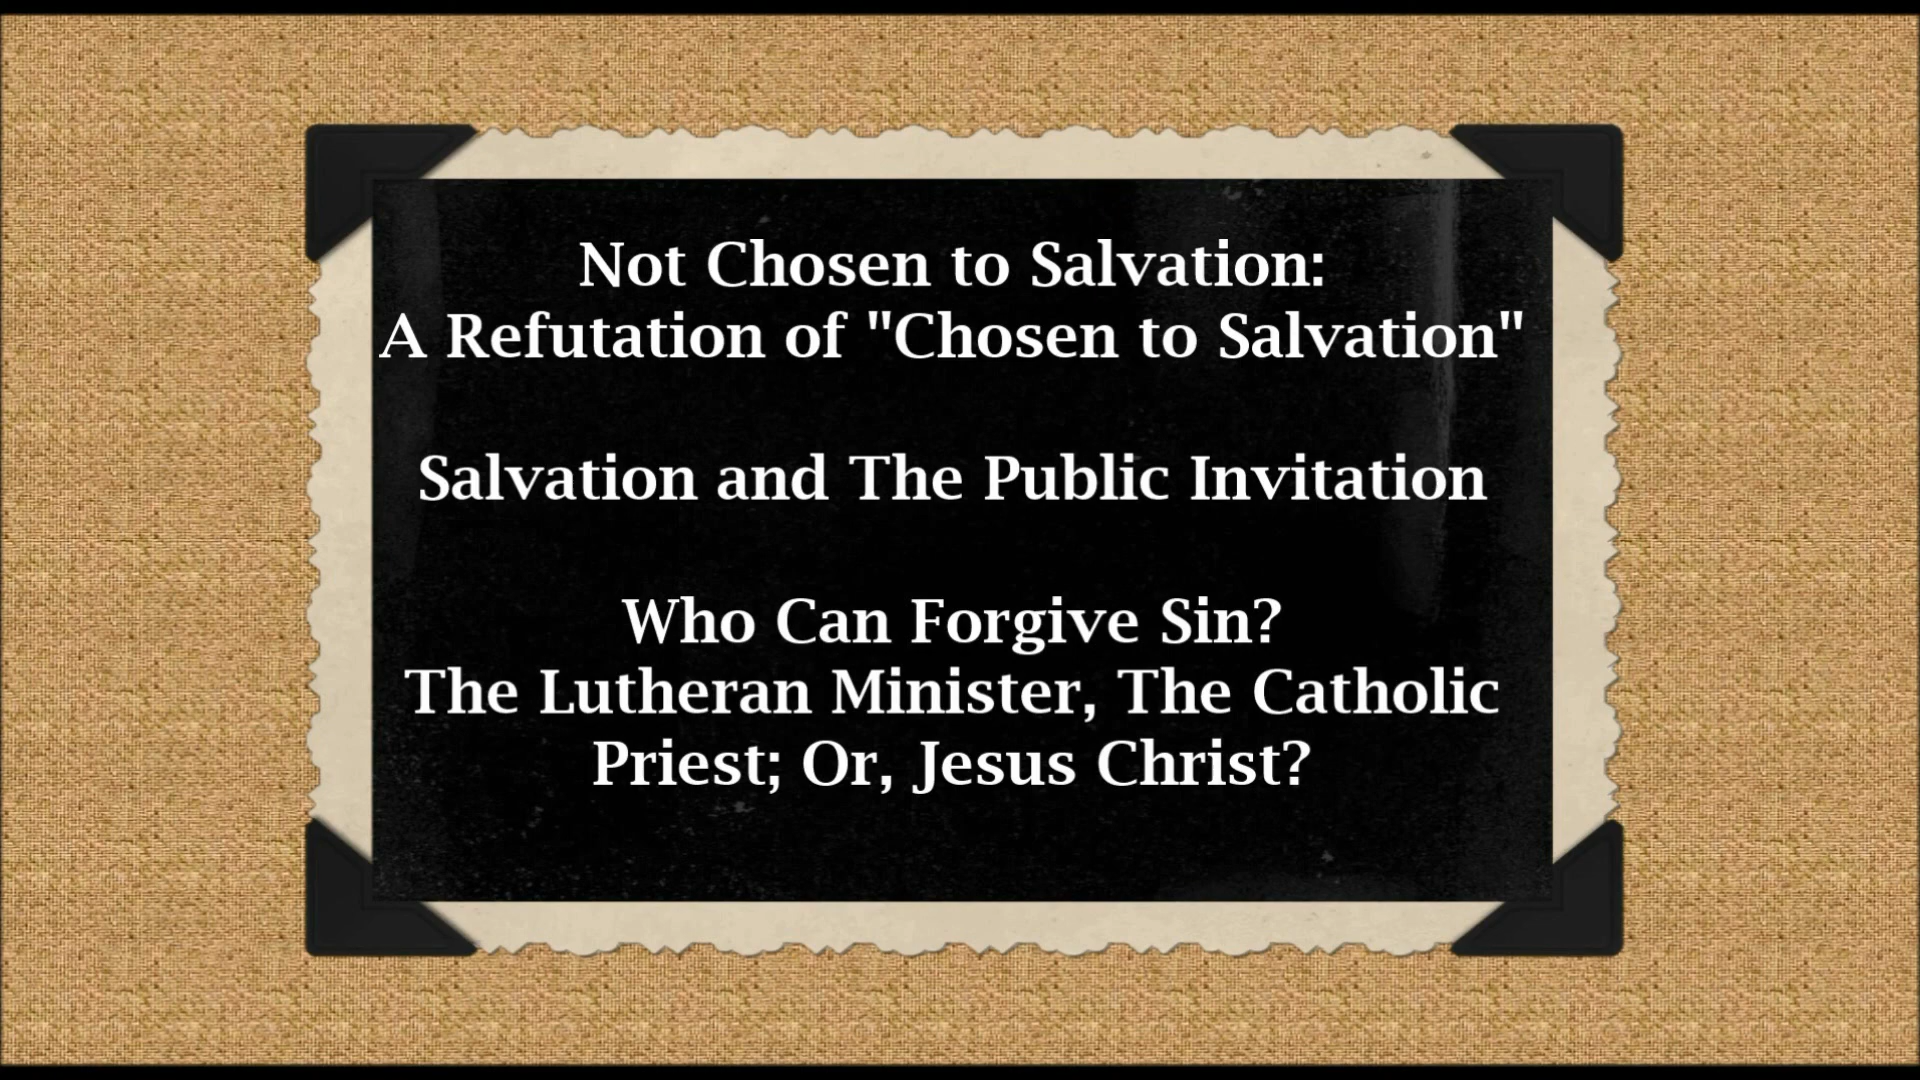 Not Chosen to Salvation:
A Refutation of "Chosen to Salvation"
Salvation and The Public Invitation
Who Can Forgive Sin?
The Lutheran Minister, The Catholic
Priest; Or, Jesus Christ?